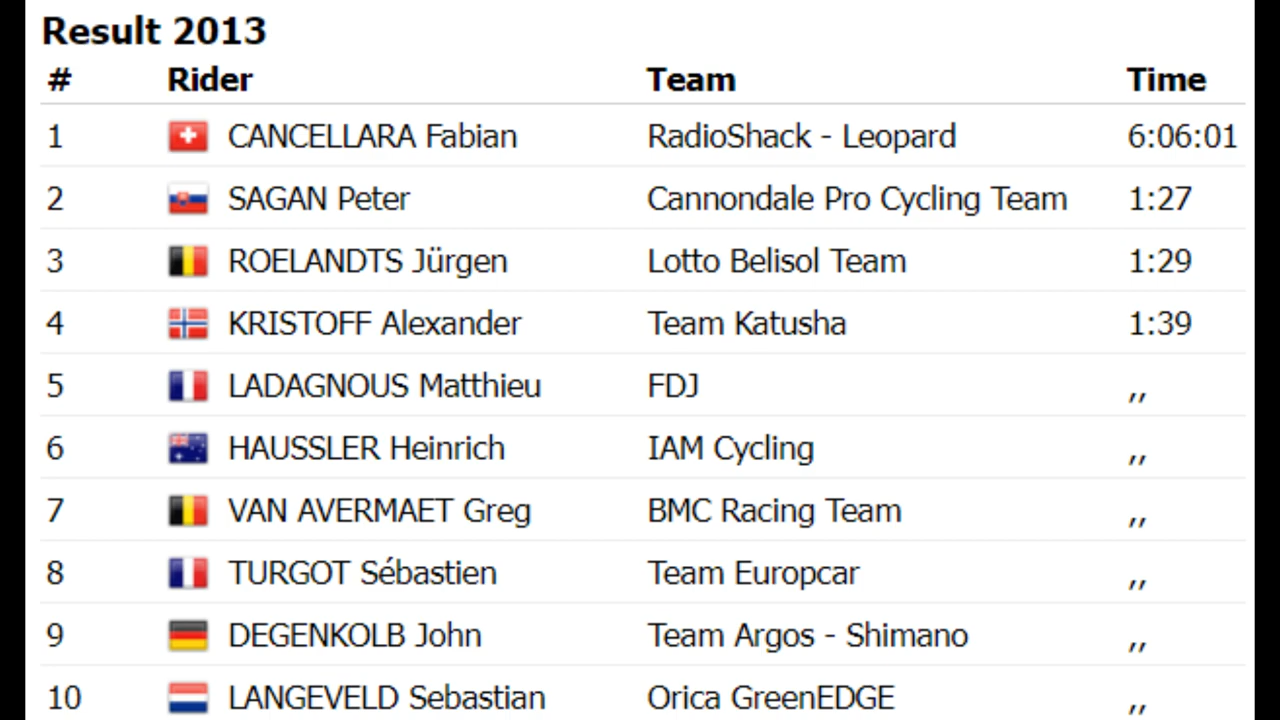 Result 2013
# Rider Team Time
1 CANCELLARA Fabian RadioShack - Leopard 6:06:01
2 SAGAN Peter Cannondale Pro Cycling Team 1:27
3 ROELANDTS Jürgen Lotto Belisol Team 1:29
4 KRISTOFF Alexander Team Katusha 1:39
5 LADAGNOUS Matthieu FDJ ,,
6 HAUSSLER Heinrich IAM Cycling ,,
7 VAN AVERMAET Greg BMC Racing Team ,,
8 TURGOT Sébastien Team Europcar ,,
9 DEGENKOLB John Team Argos - Shimano ,,
10 LANGEVELD Sebastian Orica GreenEDGE ,,